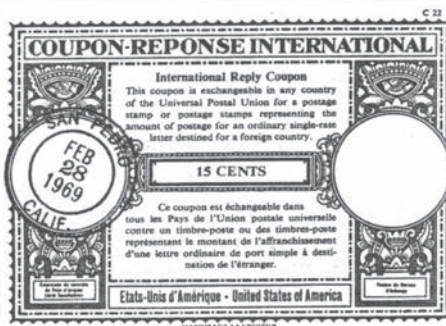 C 22
COUPON-REPONSE INTERNATIONAL
International Reply Coupon
This coupon is exchangeable in any country
of the Universal Postal Union for a postage
stamp or postage stamps representing the
amount of postage for an ordinary single-rate
letter destined for a foreign country.
SAN PEDRO
FEB
28
1969
CALIF.
15 CENTS
Ce coupon est échangeable dans
tous les Pays de l'Union postale universelle
contre un timbre-poste ou des timbres-poste
représentant le montant de l'affranchissement
d'une lettre ordinaire de port simple à desti-
nation de l'étranger.
Timbre du Bureau
d'échange
Etats-Unis d'Amérique - United States of America